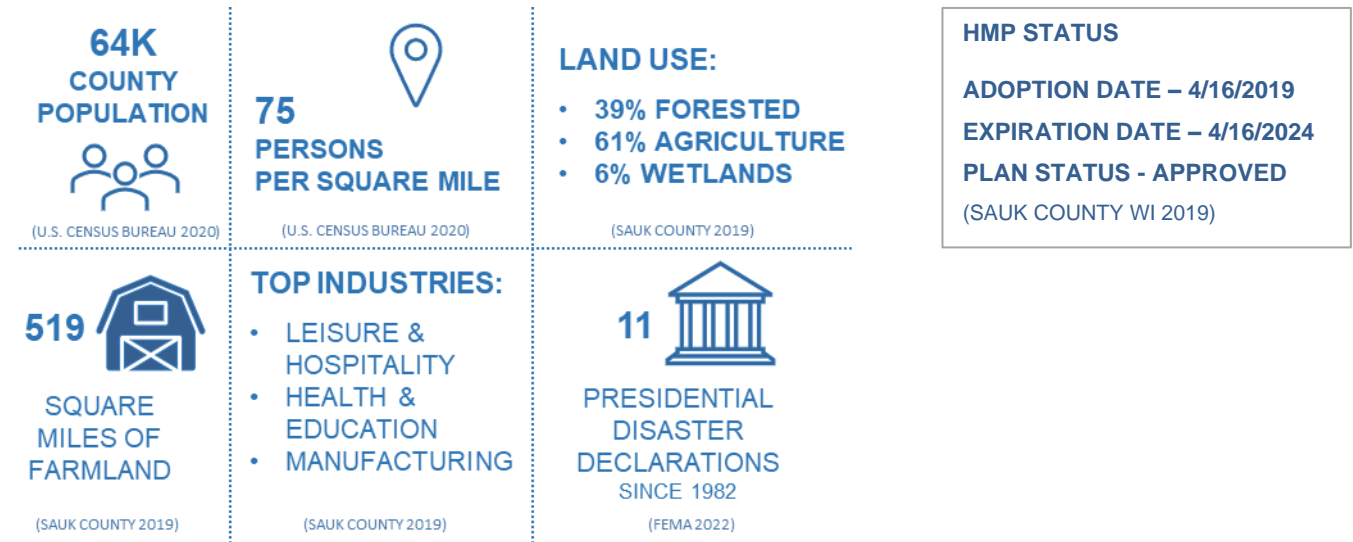 64K
COUNTY
POPULATION
(U.S. CENSUS BUREAU 2020)
75
PERSONS
PER SQUARE MILE
(U.S. CENSUS BUREAU 2020)
LAND USE:
• 39% FORESTED
• 61% AGRICULTURE
• 6% WETLANDS
(SAUK COUNTY 2019)
519
SQUARE
MILES OF
FARMLAND
(SAUK COUNTY 2019)
TOP INDUSTRIES:
• LEISURE &
HOSPITALITY
• HEALTH &
EDUCATION
• MANUFACTURING
(SAUK COUNTY 2019)
11
PRESIDENTIAL
DISASTER
DECLARATIONS
SINCE 1982
(FEMA 2022)
HMP STATUS
ADOPTION DATE – 4/16/2019
EXPIRATION DATE – 4/16/2024
PLAN STATUS - APPROVED
(SAUK COUNTY WI 2019)